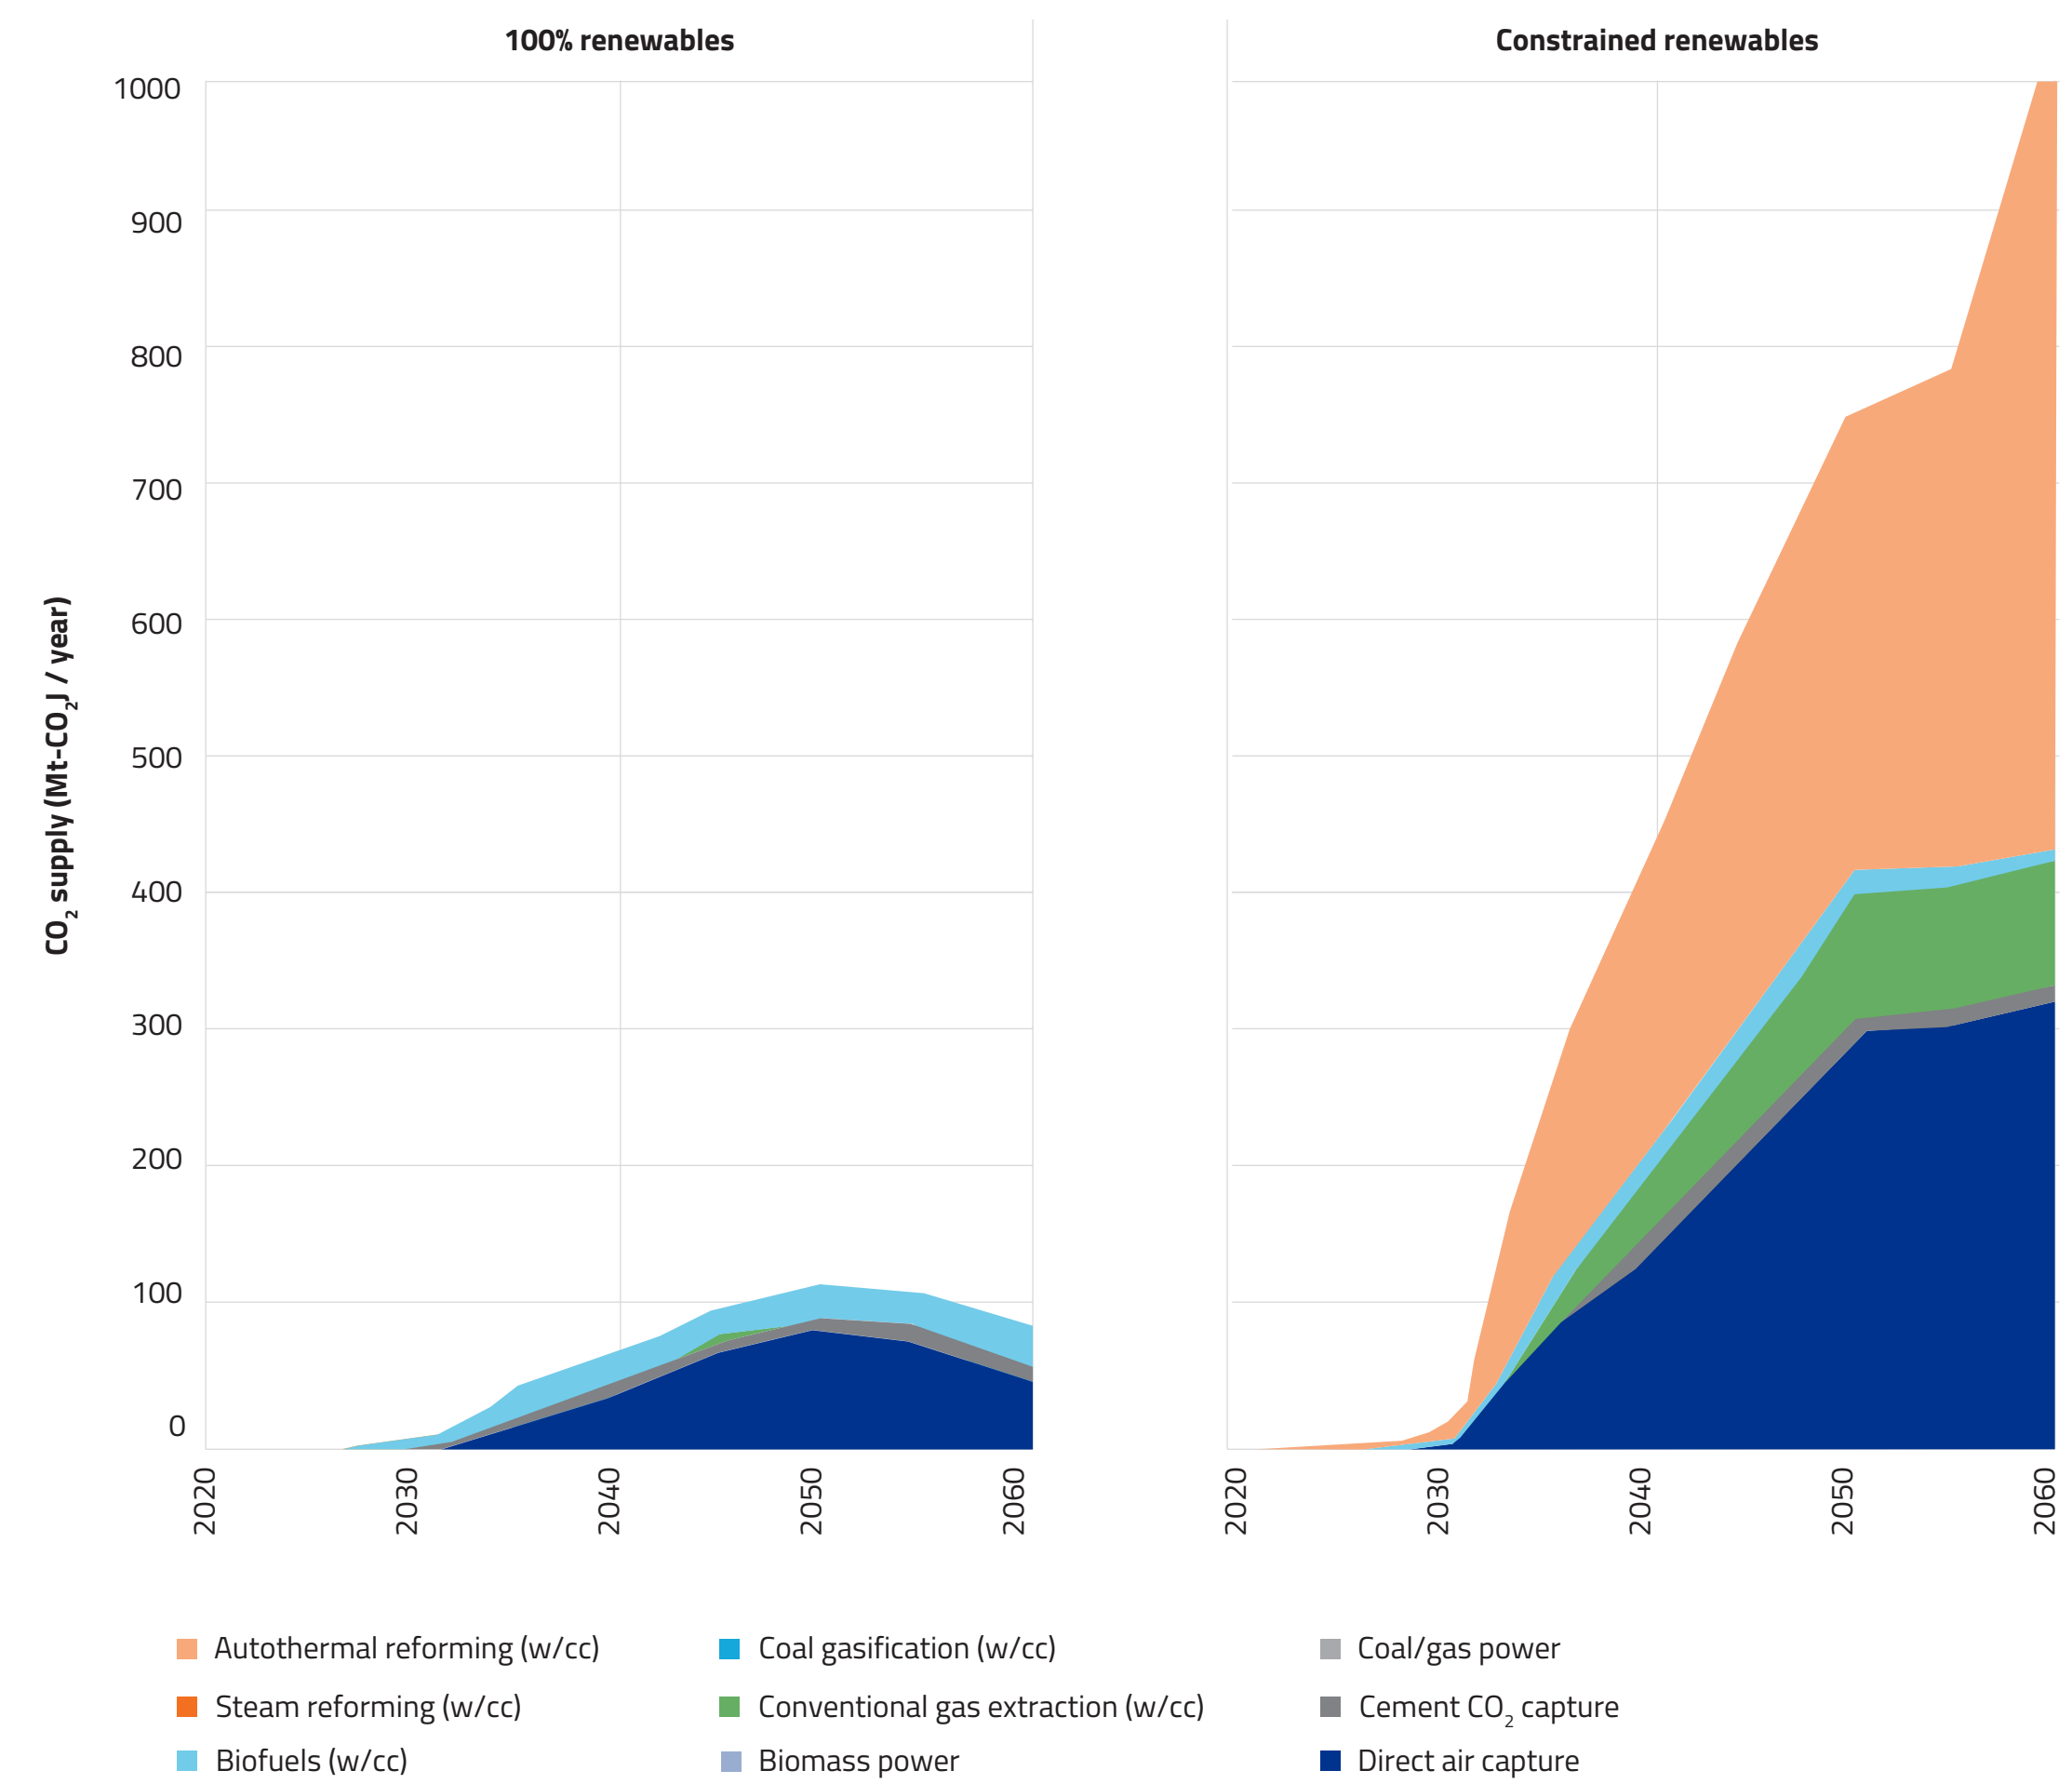 100% renewables
Constrained renewables
1000
900
800
700
600
500
400
300
200
100
0
CO₂ supply (Mt-CO₂J / year)
2020 2030 2040 2050 2060
2020 2030 2040 2050 2060
Autothermal reforming (w/cc)
Coal gasification (w/cc)
Coal/gas power
Steam reforming (w/cc)
Conventional gas extraction (w/cc)
Cement CO₂ capture
Biofuels (w/cc)
Biomass power
Direct air capture